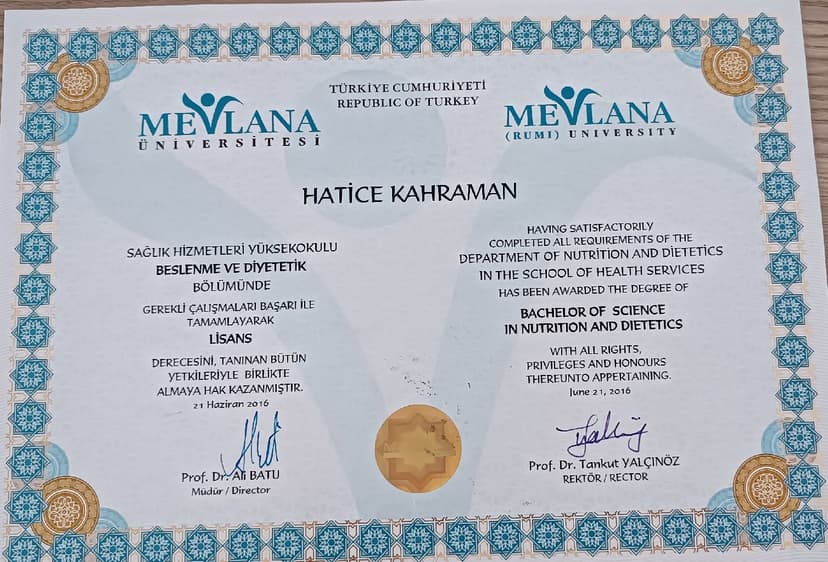 TÜRKİYE CUMHURİYETİ
REPUBLIC OF TURKEY
MEVLANA
ÜNİVERSİTESİ
MEVLANA
(RUMI) UNIVERSITY
HATİCE KAHRAMAN
SAĞLIK HİZMETLERİ YÜKSEKOKULU
BESLENME VE DİYETETİK
BÖLÜMÜNDE
GEREKLİ ÇALIŞMALARI BAŞARI İLE
TAMAMLAYARAK
LİSANS
DERECESİNİ, TANINAN BÜTÜN
YETKİLERİYLE BİRLİKTE
ALMAYA HAK KAZANMIŞTIR.
21 Haziran 2016
Prof. Dr. Ali BATU
Müdür / Director
HAVING SATISFACTORILY
COMPLETED ALL REQUIREMENTS OF THE
DEPARTMENT OF NUTRITION AND DIETETICS
IN THE SCHOOL OF HEALTH SERVICES
HAS BEEN AWARDED THE DEGREE OF
BACHELOR OF SCIENCE
IN NUTRITION AND DIETETICS
WITH ALL RIGHTS,
PRIVILEGES AND HONOURS
THEREUNTO APPERTAINING.
June 21, 2016
Prof. Dr. Tankut YALÇINÖZ
REKTÖR / RECTOR